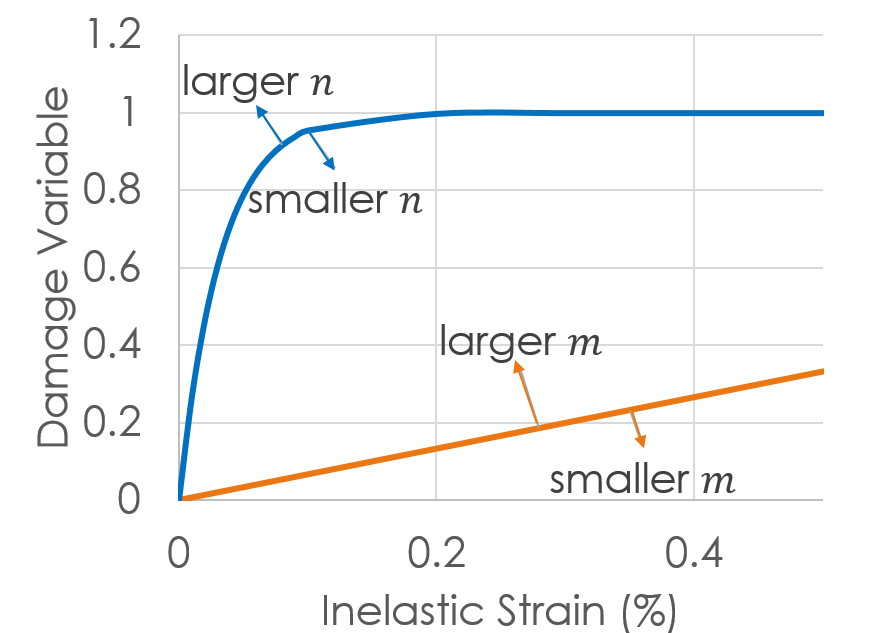 1.2
larger n
1
smaller n
0.8
0.6
larger m
0.4
0.2
smaller m
0
0 0.2 0.4
Damage Variable
Inelastic Strain (%)